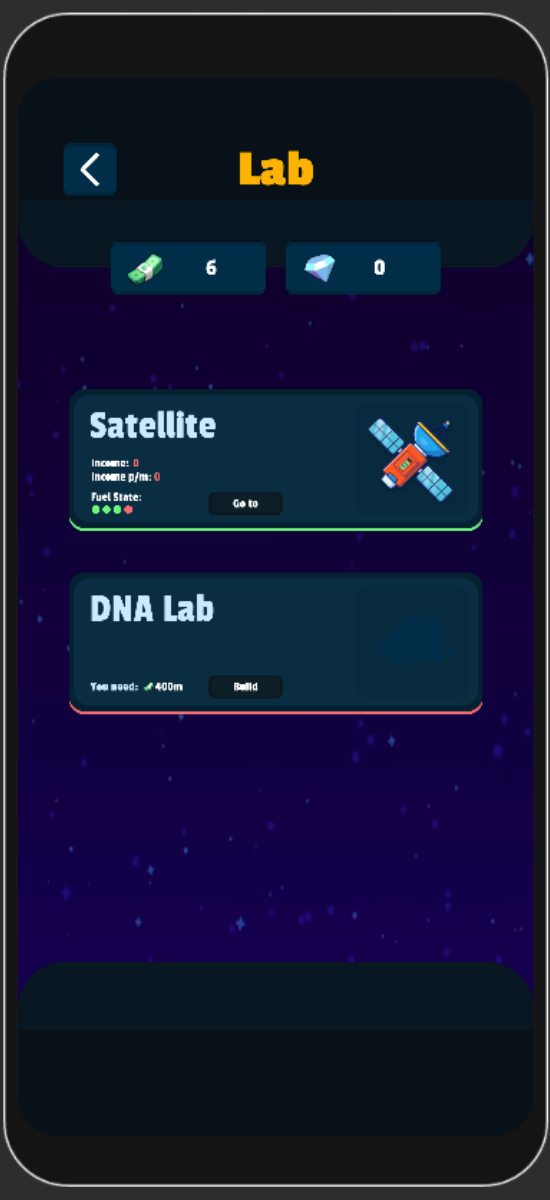 Lab
6
0
Satellite
Income: 0
Income p/m: 0
Fuel State:
Go to
DNA Lab
You need: 400m
Build